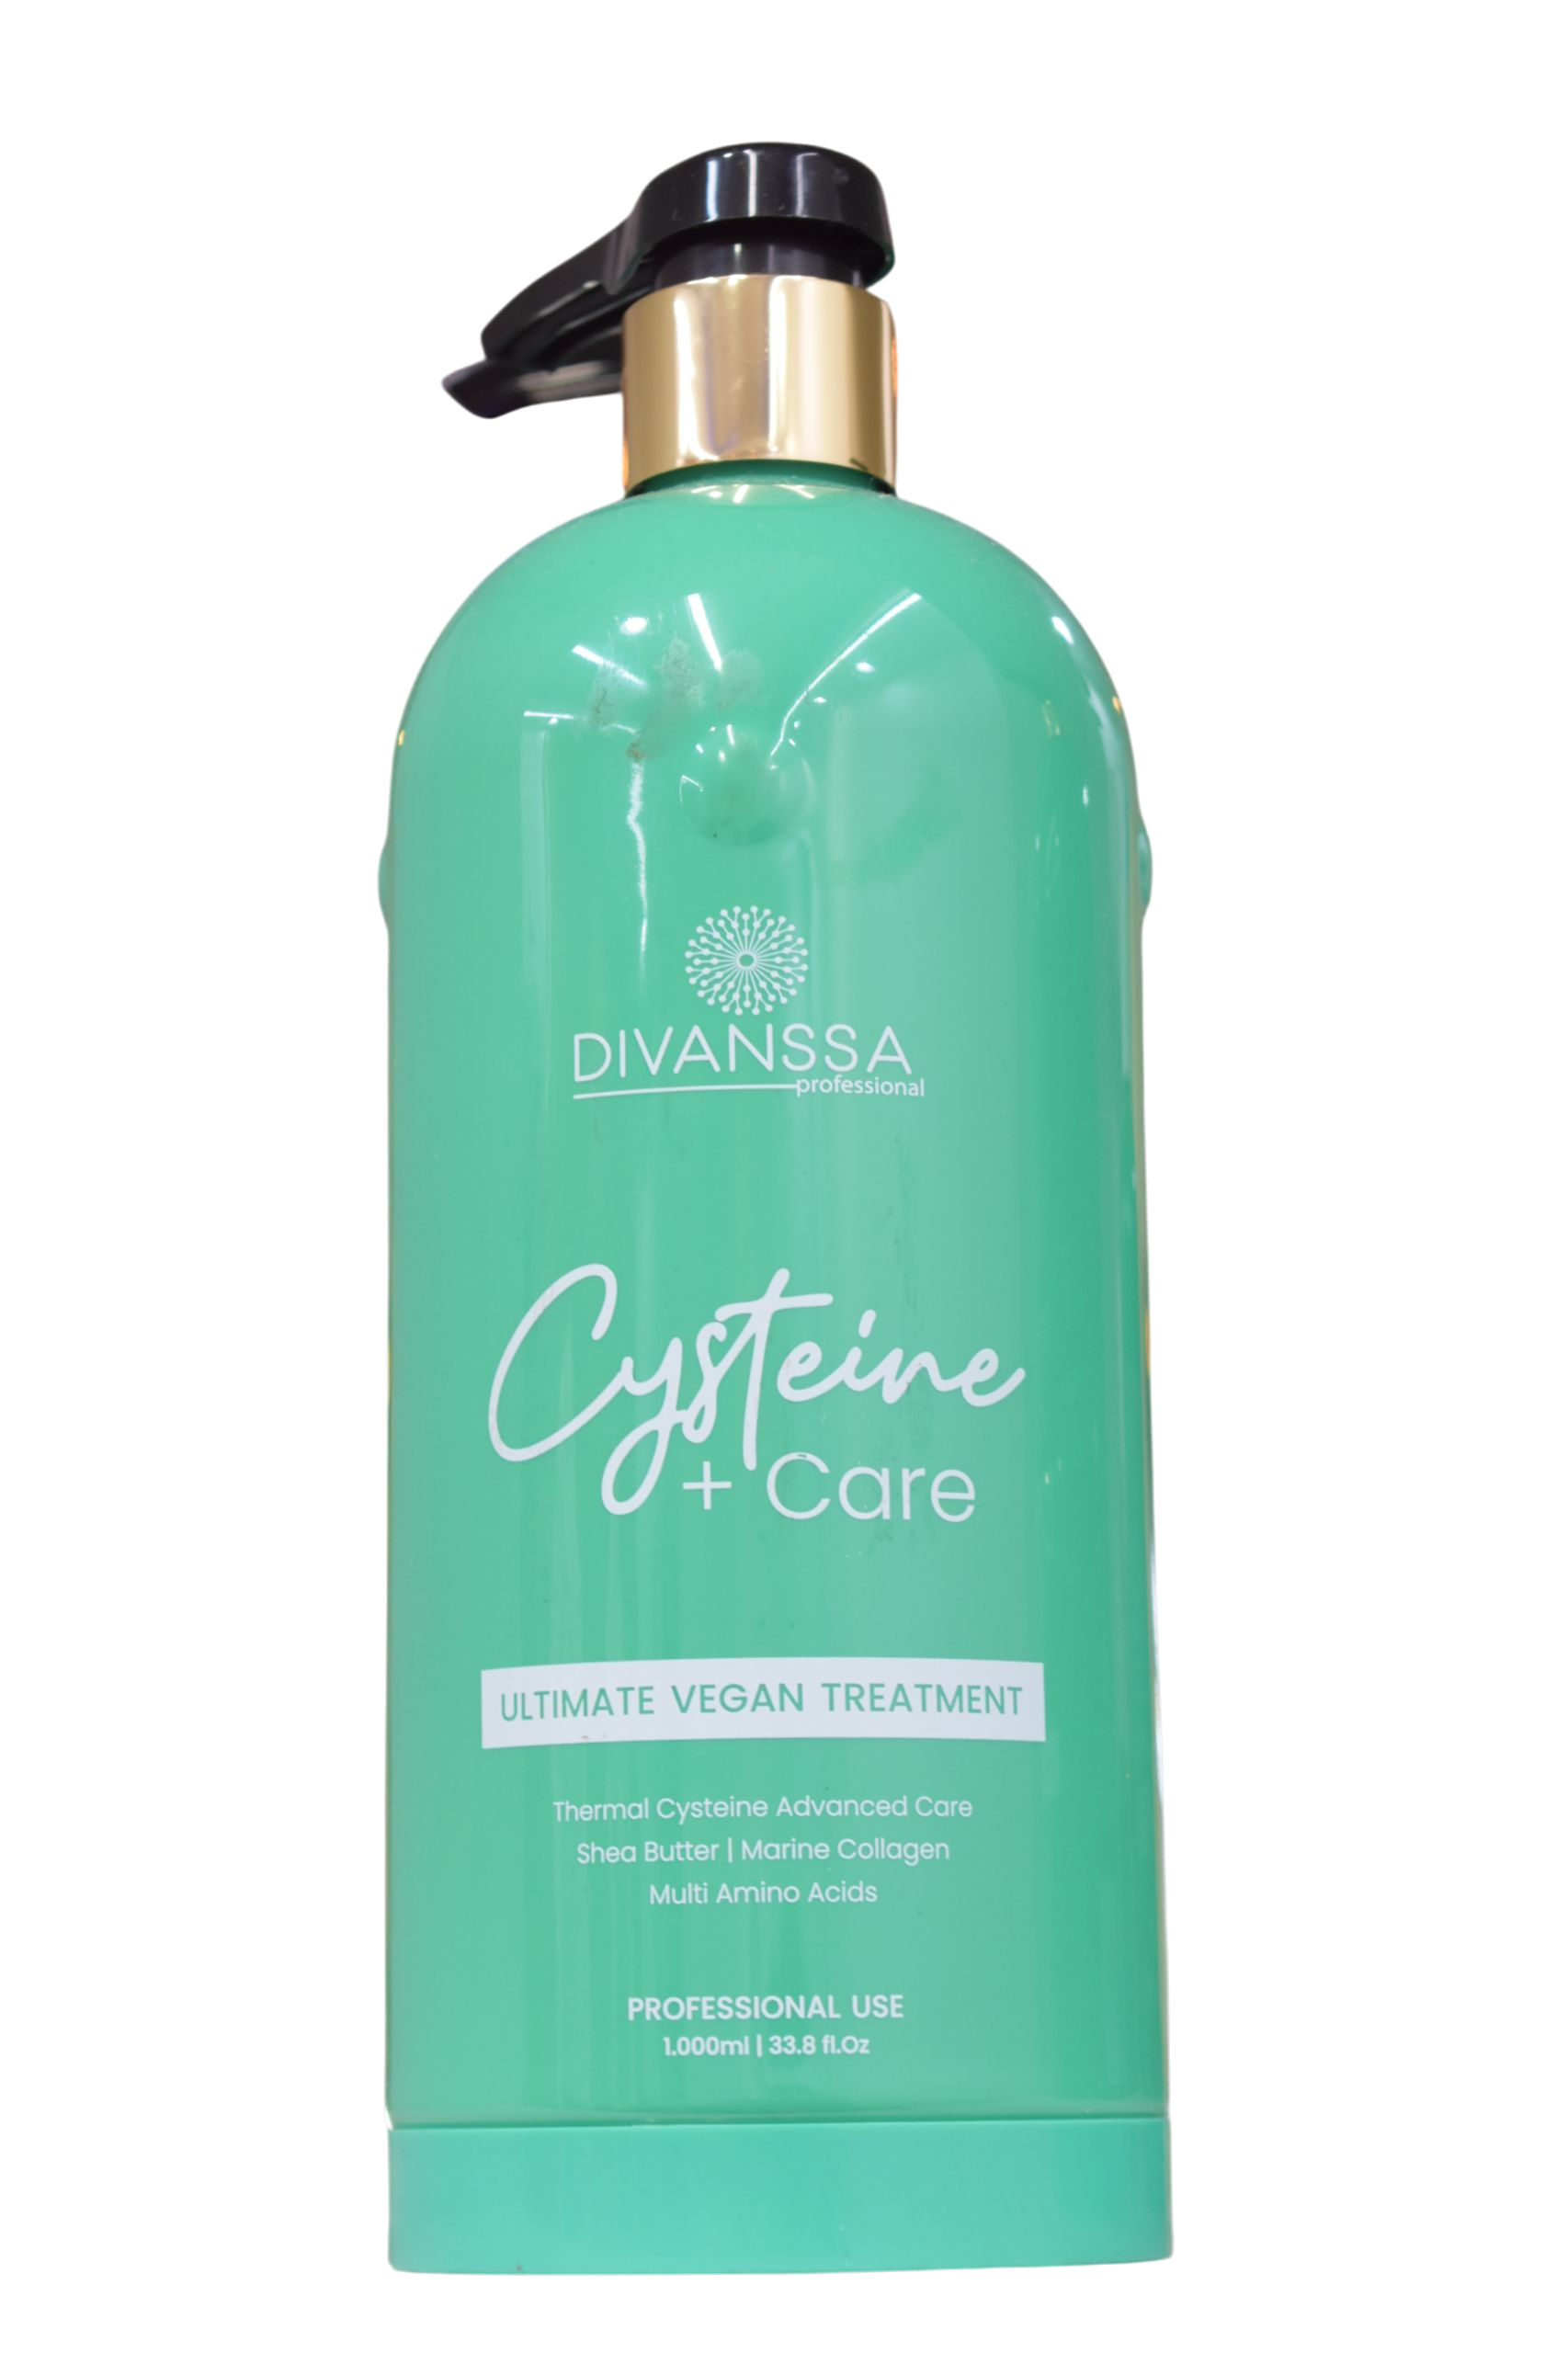 DIVANSSA
professional
Cysteine
+ Care
ULTIMATE VEGAN TREATMENT
Thermal Cysteine Advanced Care
Shea Butter | Marine Collagen
Multi Amino Acids
PROFESSIONAL USE
1.000ml | 33.8 fl.Oz